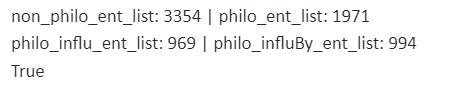 non_philo_ent_list: 3354 | philo_ent_list: 1971
philo_influ_ent_list: 969 | philo_influBy_ent_list: 994
True